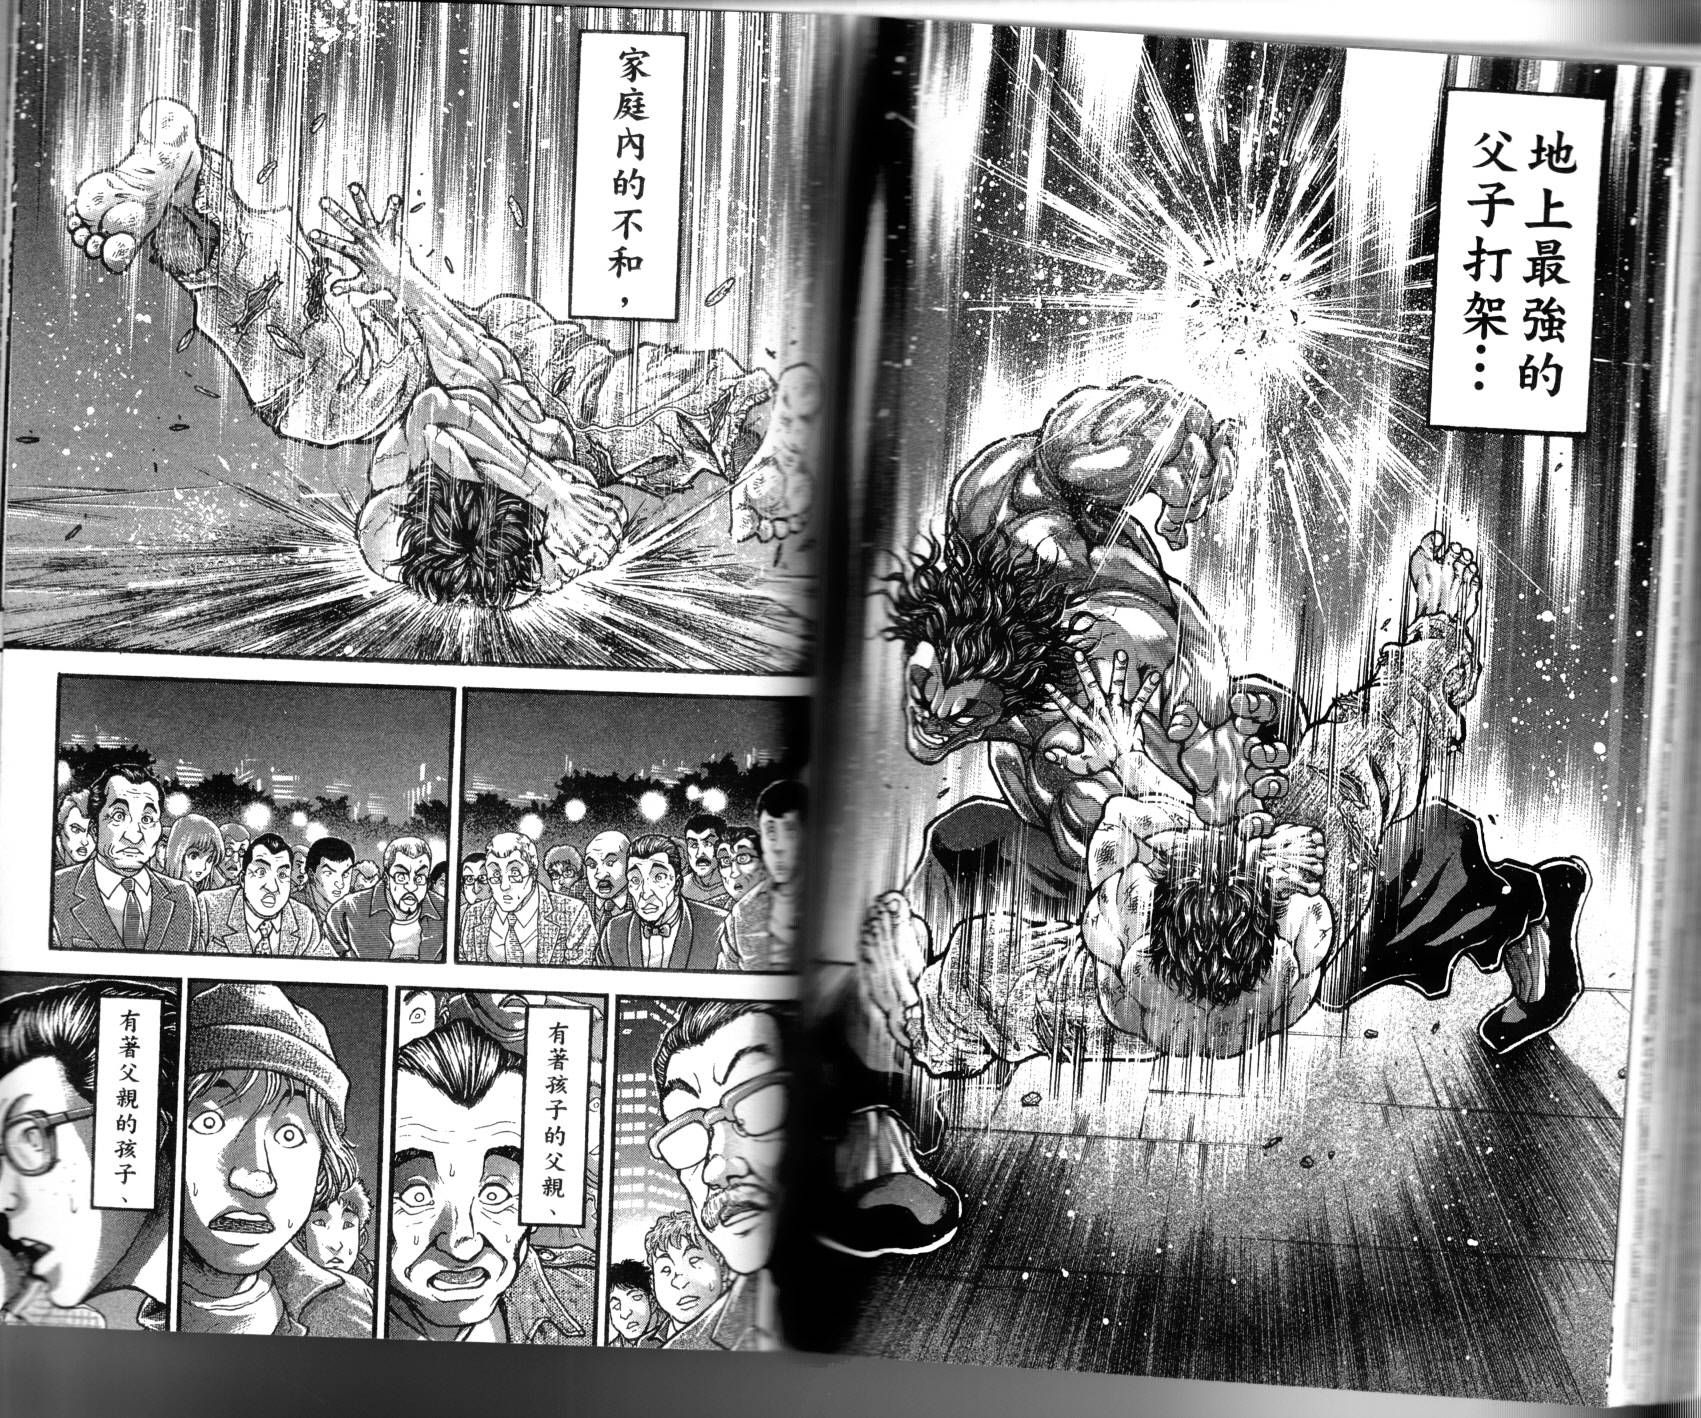 地上最強的
父子打架⋯
家庭內的不和，
有著孩子的父親、
有著父親的孩子、